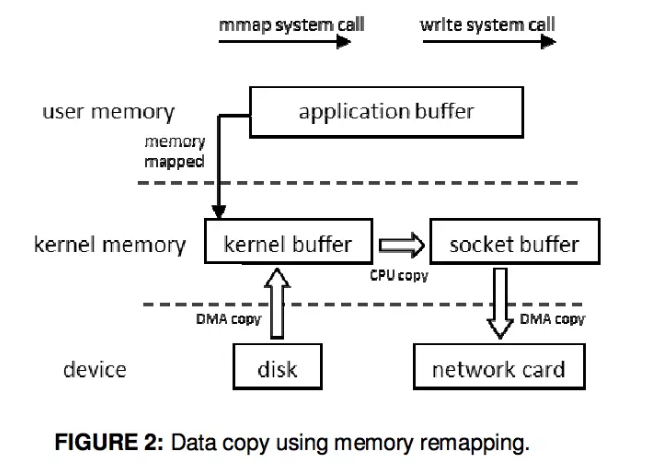 mmap system call write system call
user memory application buffer
memory
mapped
kernel memory kernel buffer socket buffer
CPU copy
DMA copy DMA copy
device disk network card
FIGURE 2: Data copy using memory remapping.